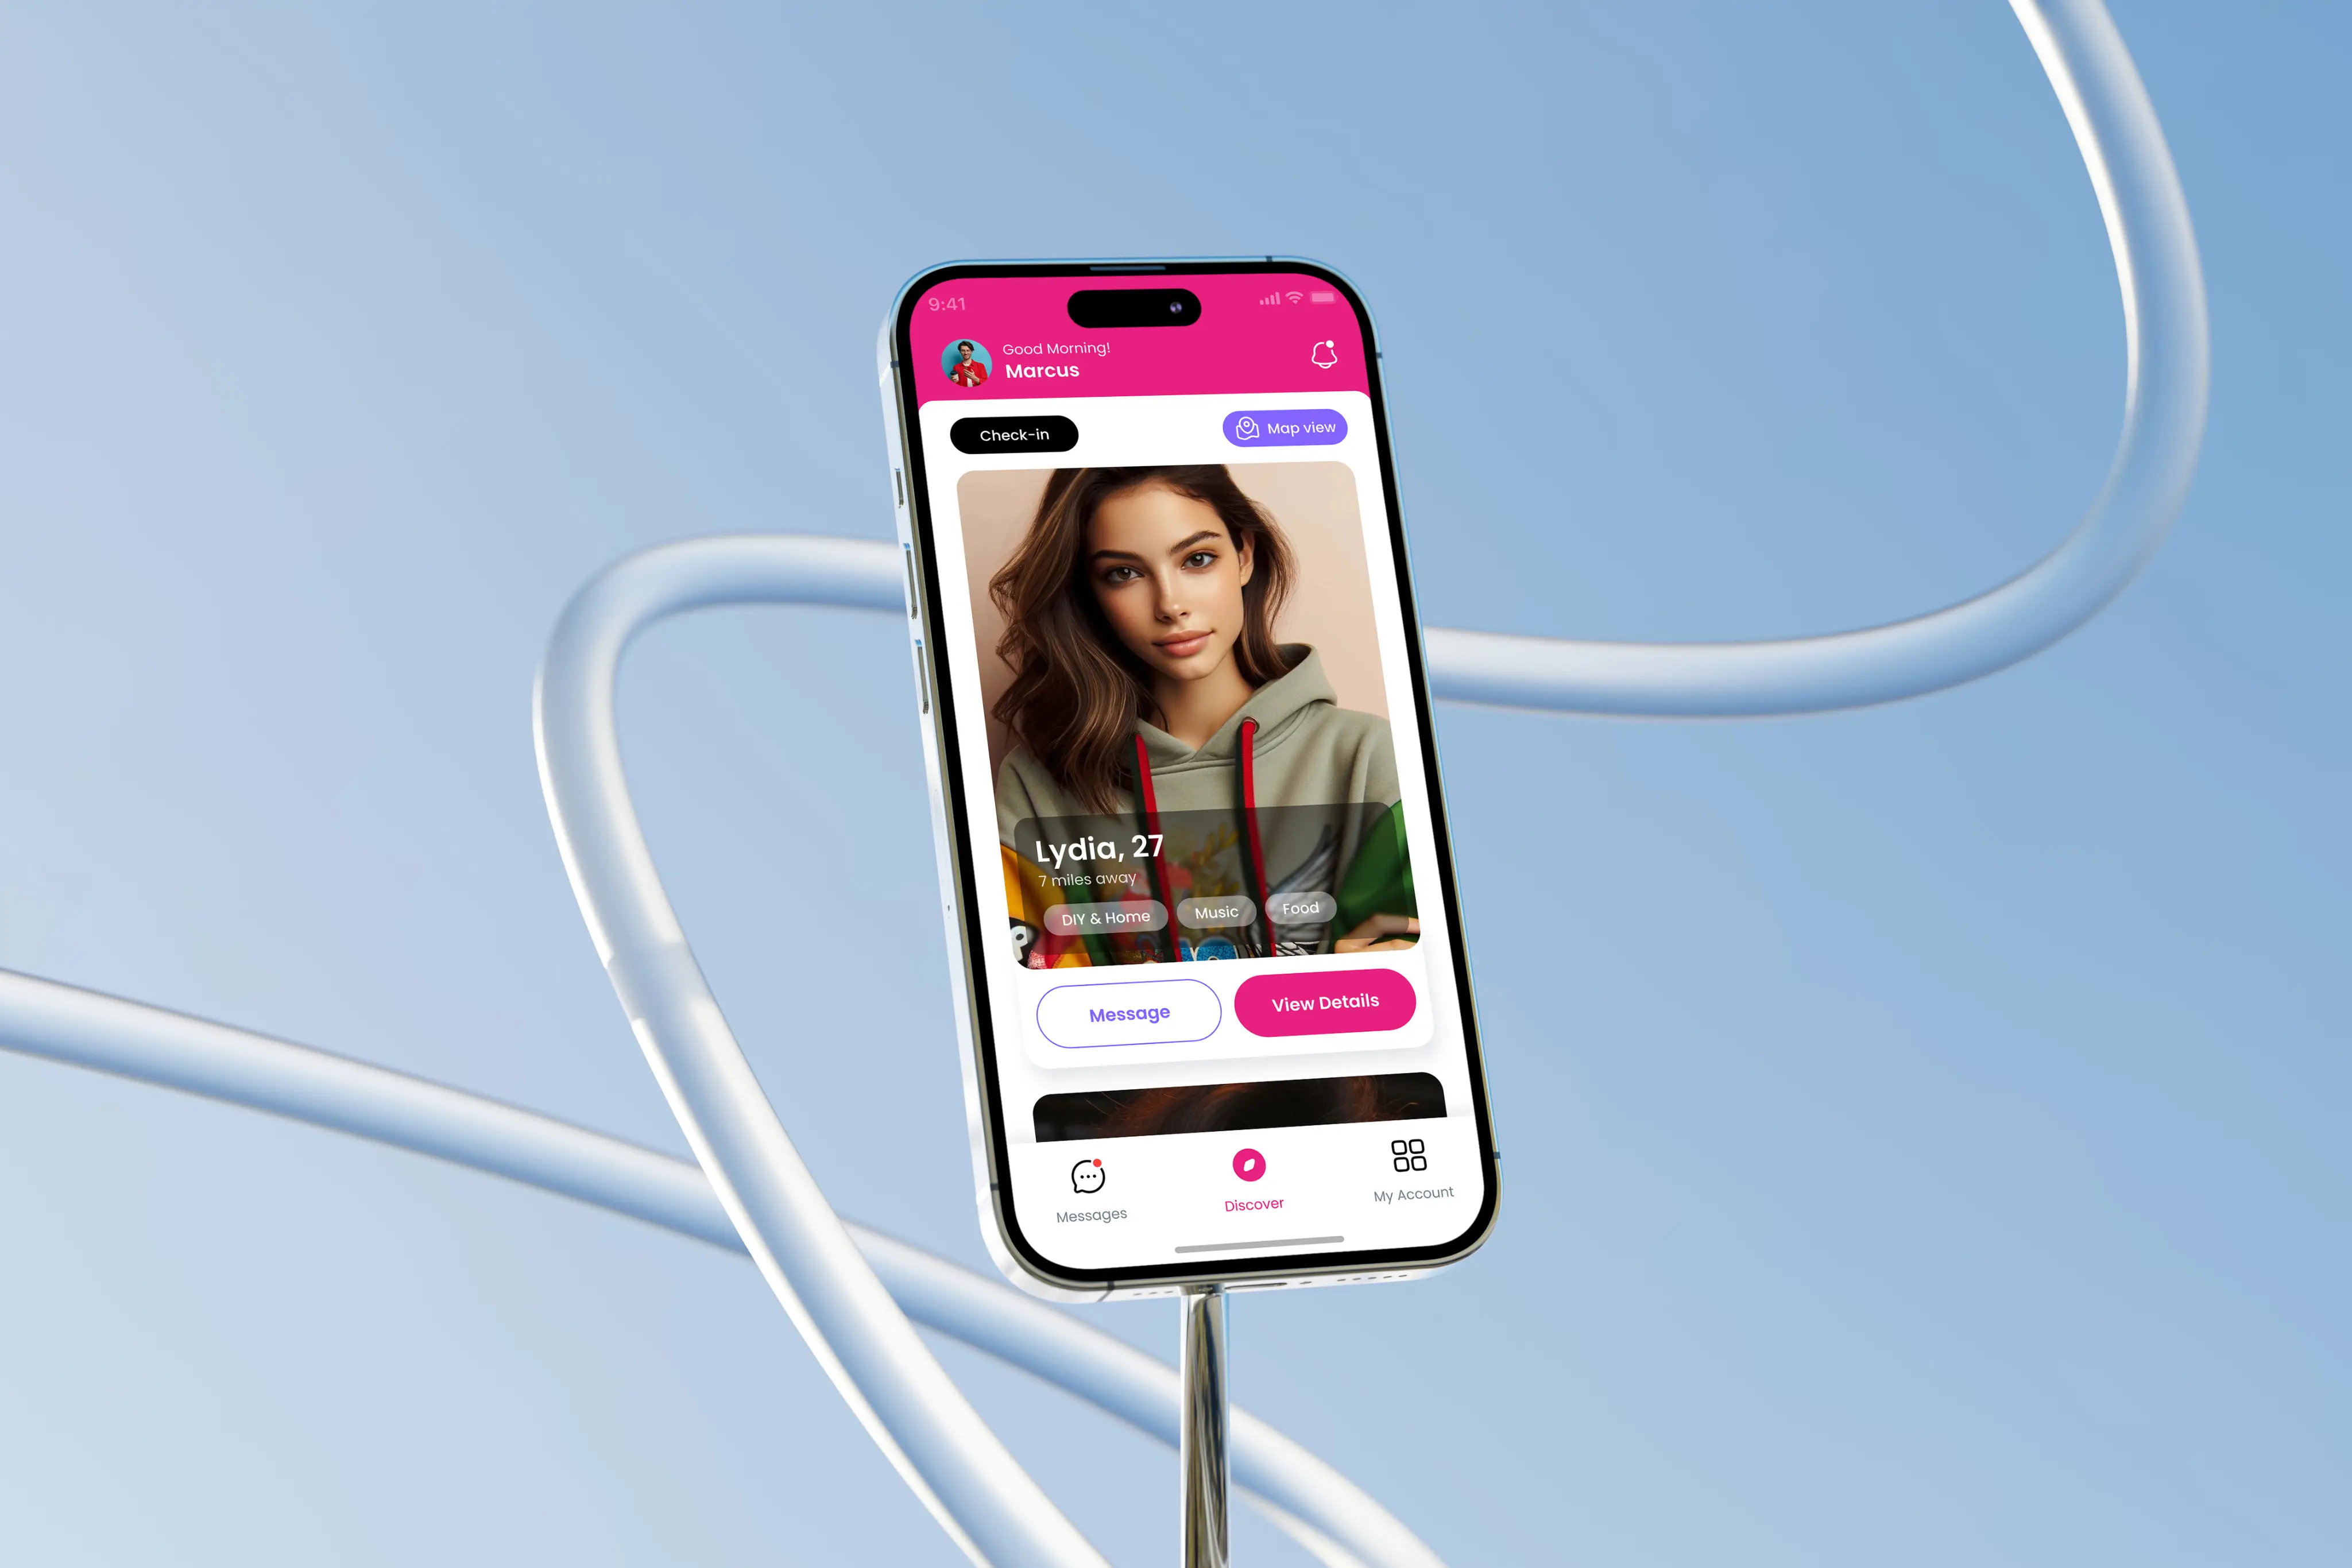 9:41
Good Morning!
Marcus
Check-in
Map view
Lydia, 27
7 miles away
DIY & Home
Music
Food
Message
View Details
Messages
Discover
My Account